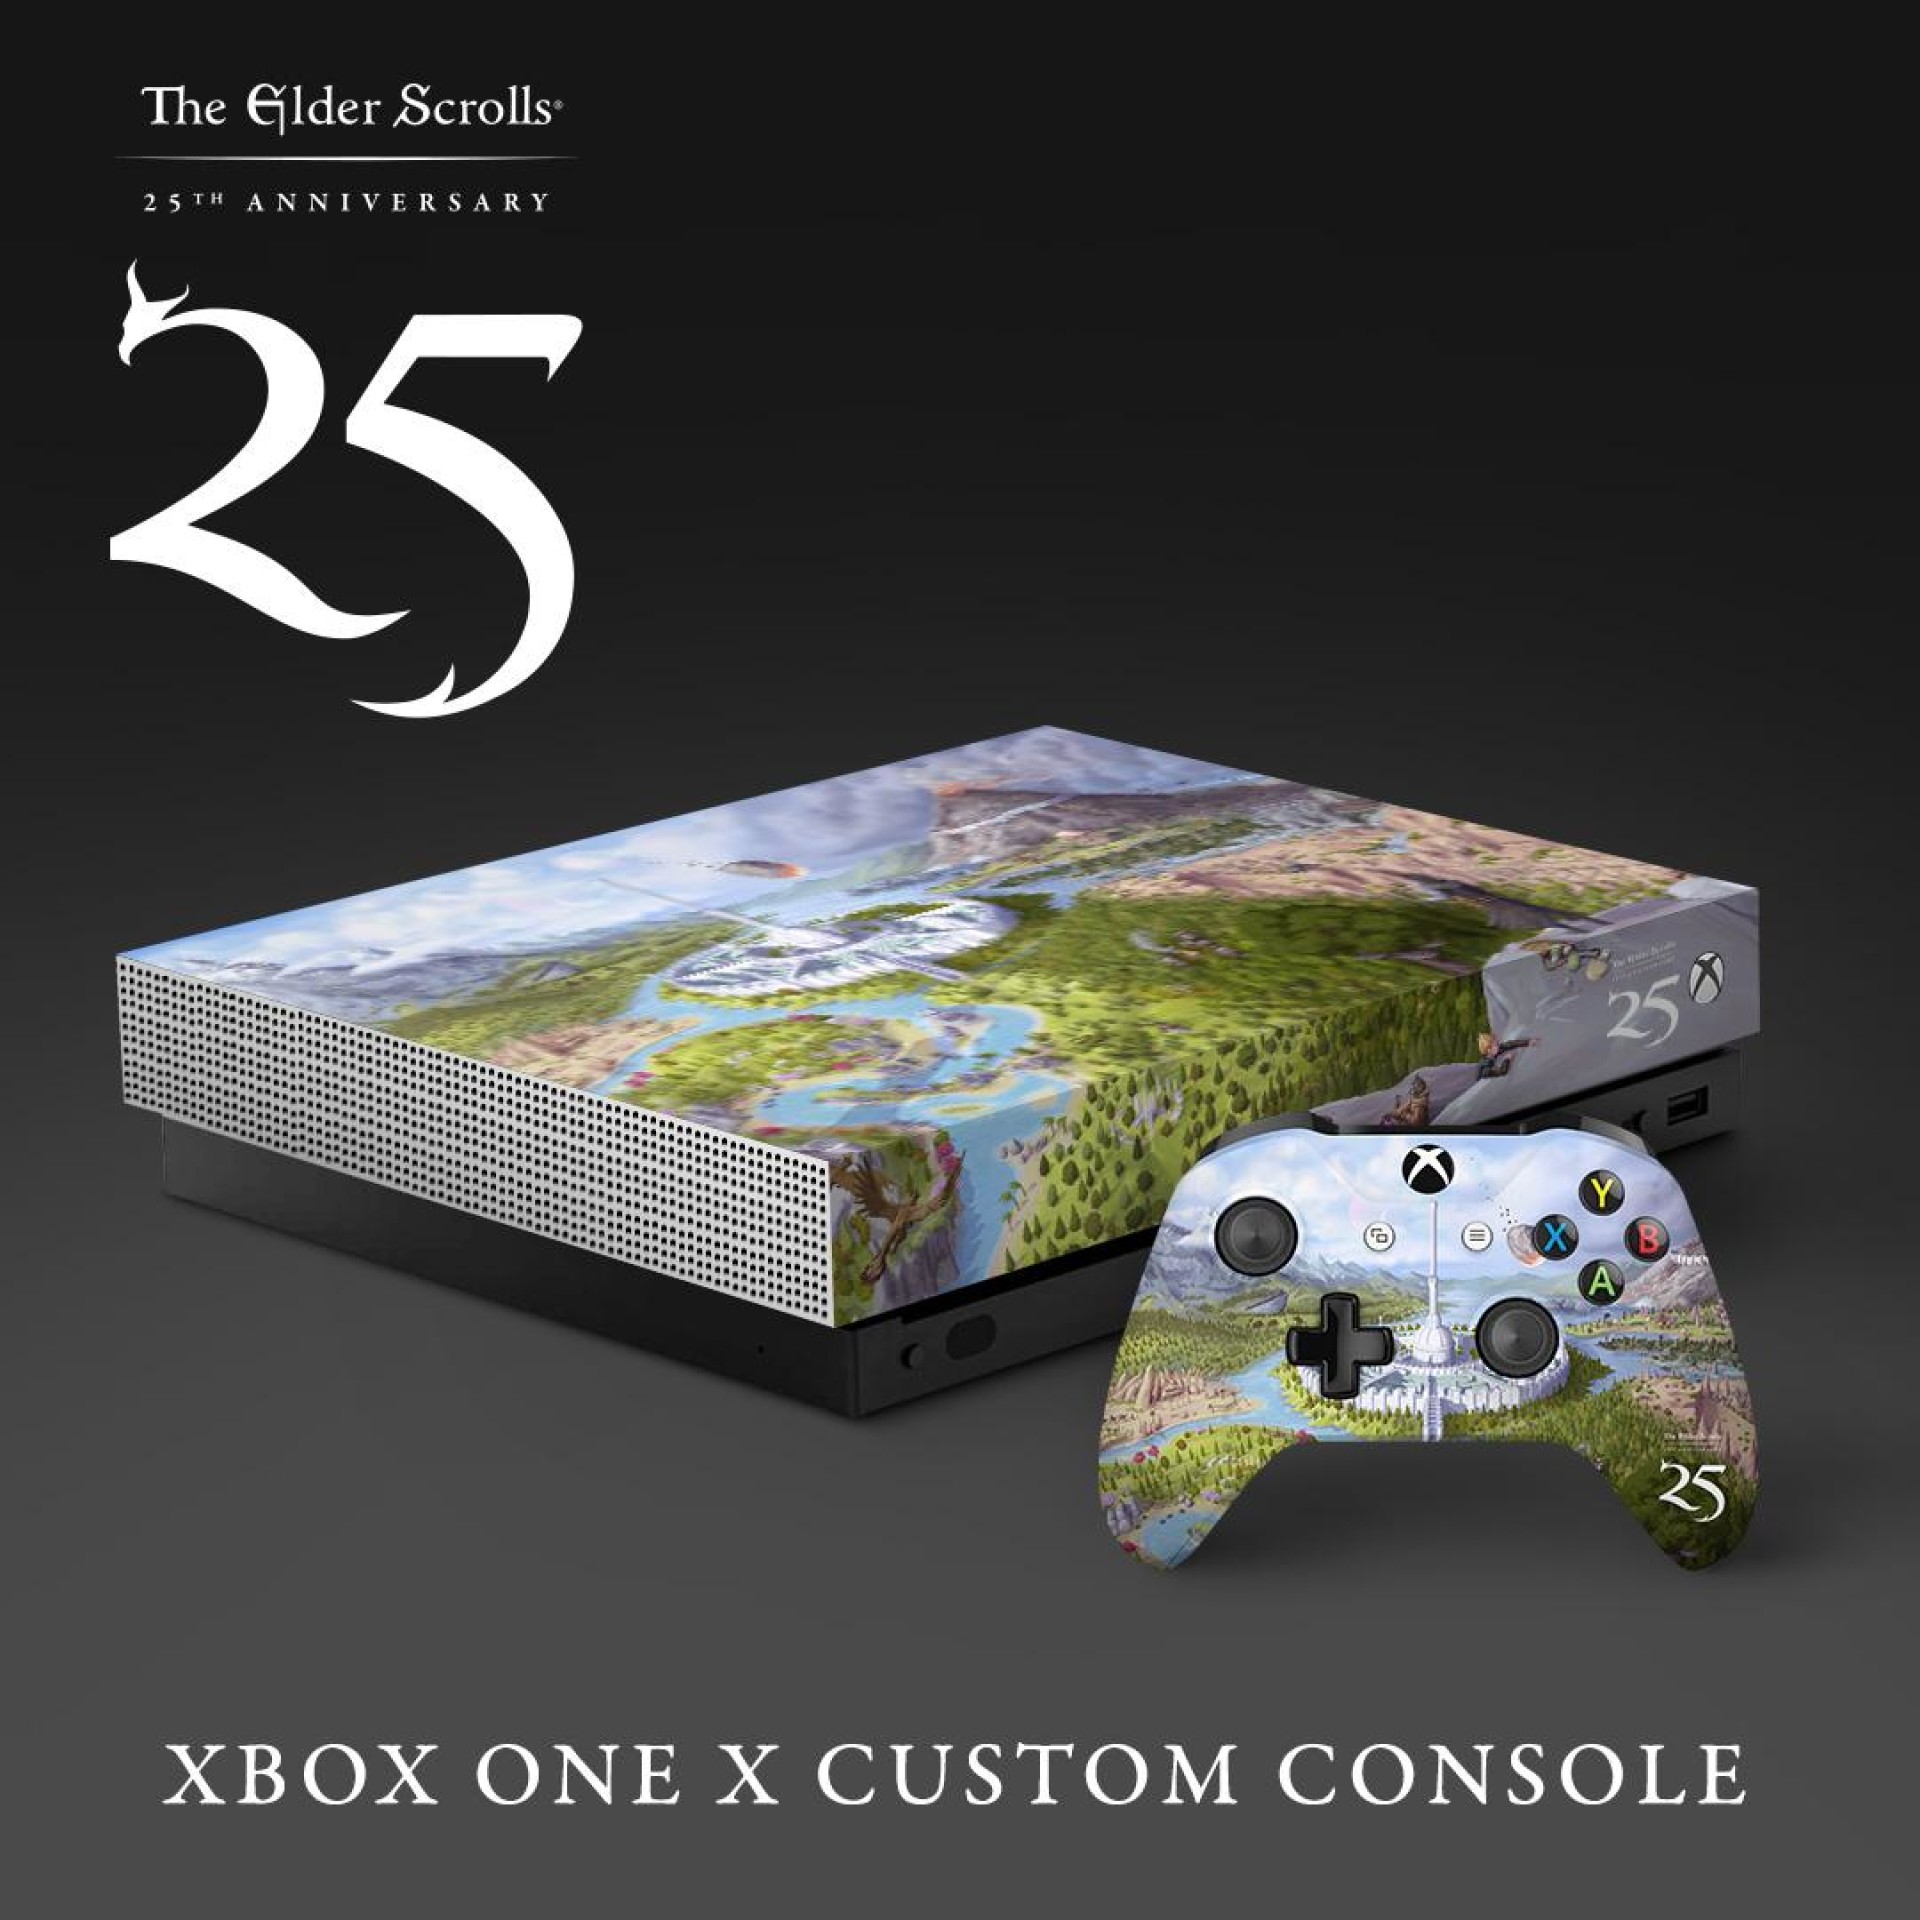 The Elder Scrolls®
25TH ANNIVERSARY
25
25
Y
X
B
A
25
XBOX ONE X CUSTOM CONSOLE